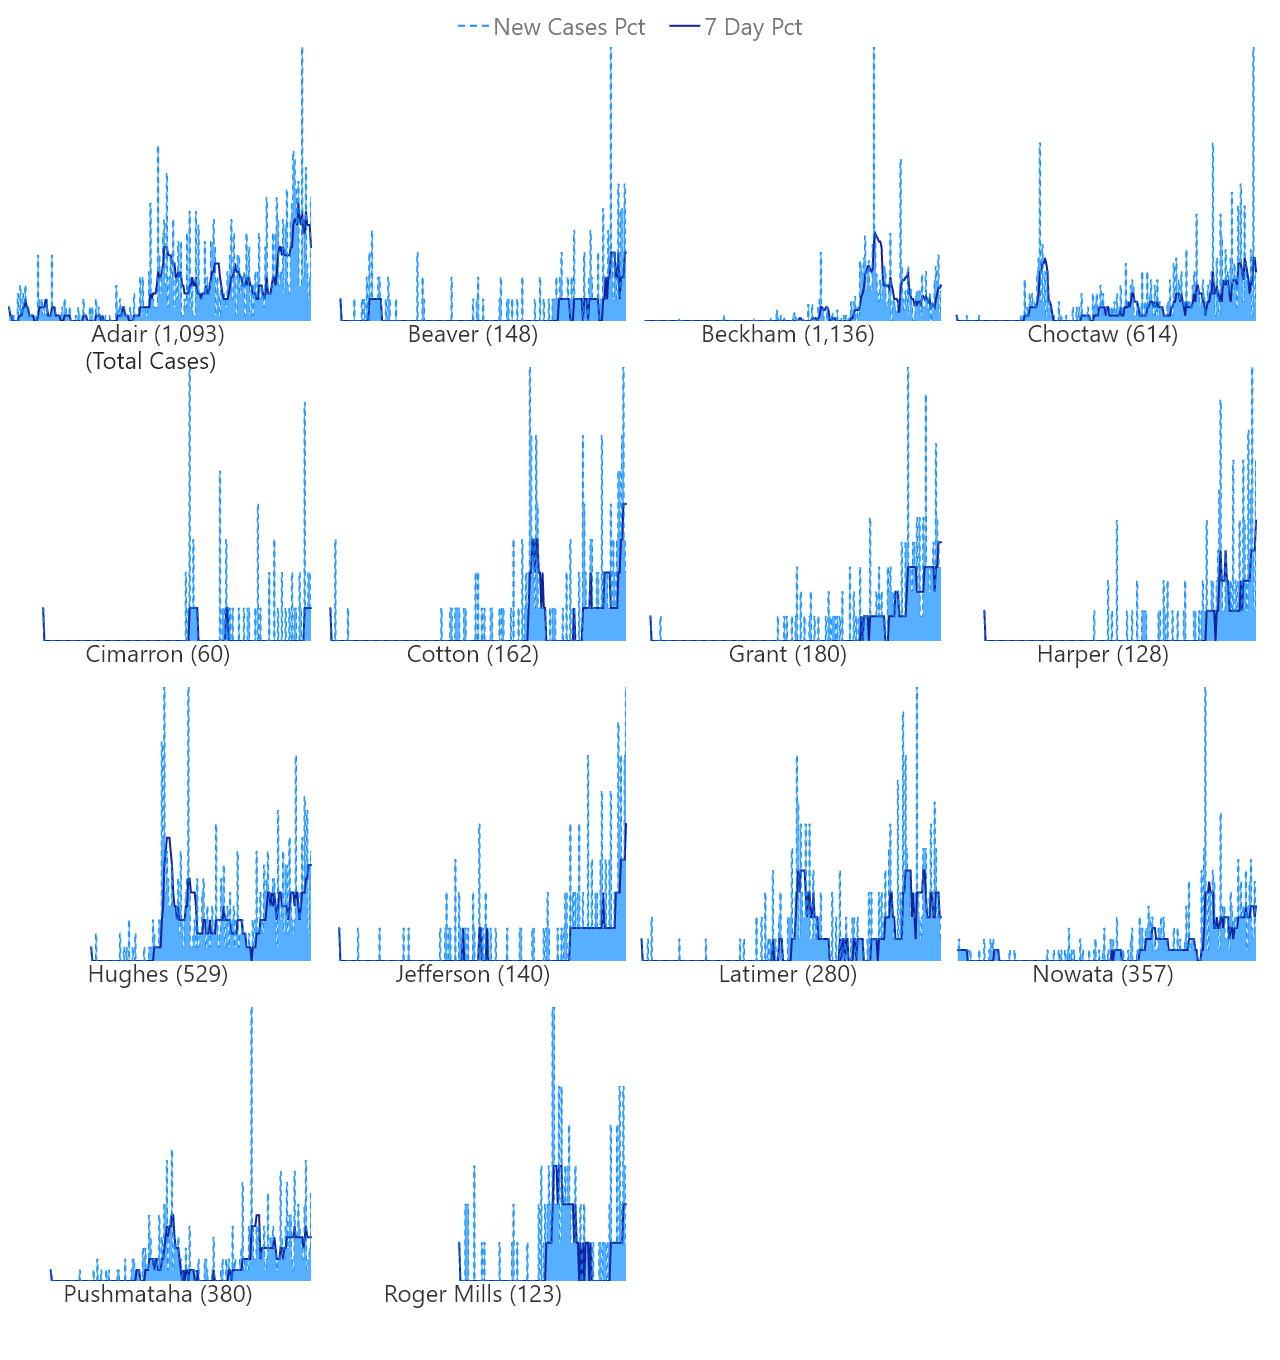 New Cases Pct 7 Day Pct
Adair (1,093)
(Total Cases)
Beaver (148)
Beckham (1,136)
Choctaw (614)
Cimarron (60)
Cotton (162)
Grant (180)
Harper (128)
Hughes (529)
Jefferson (140)
Latimer (280)
Nowata (357)
Pushmataha (380)
Roger Mills (123)